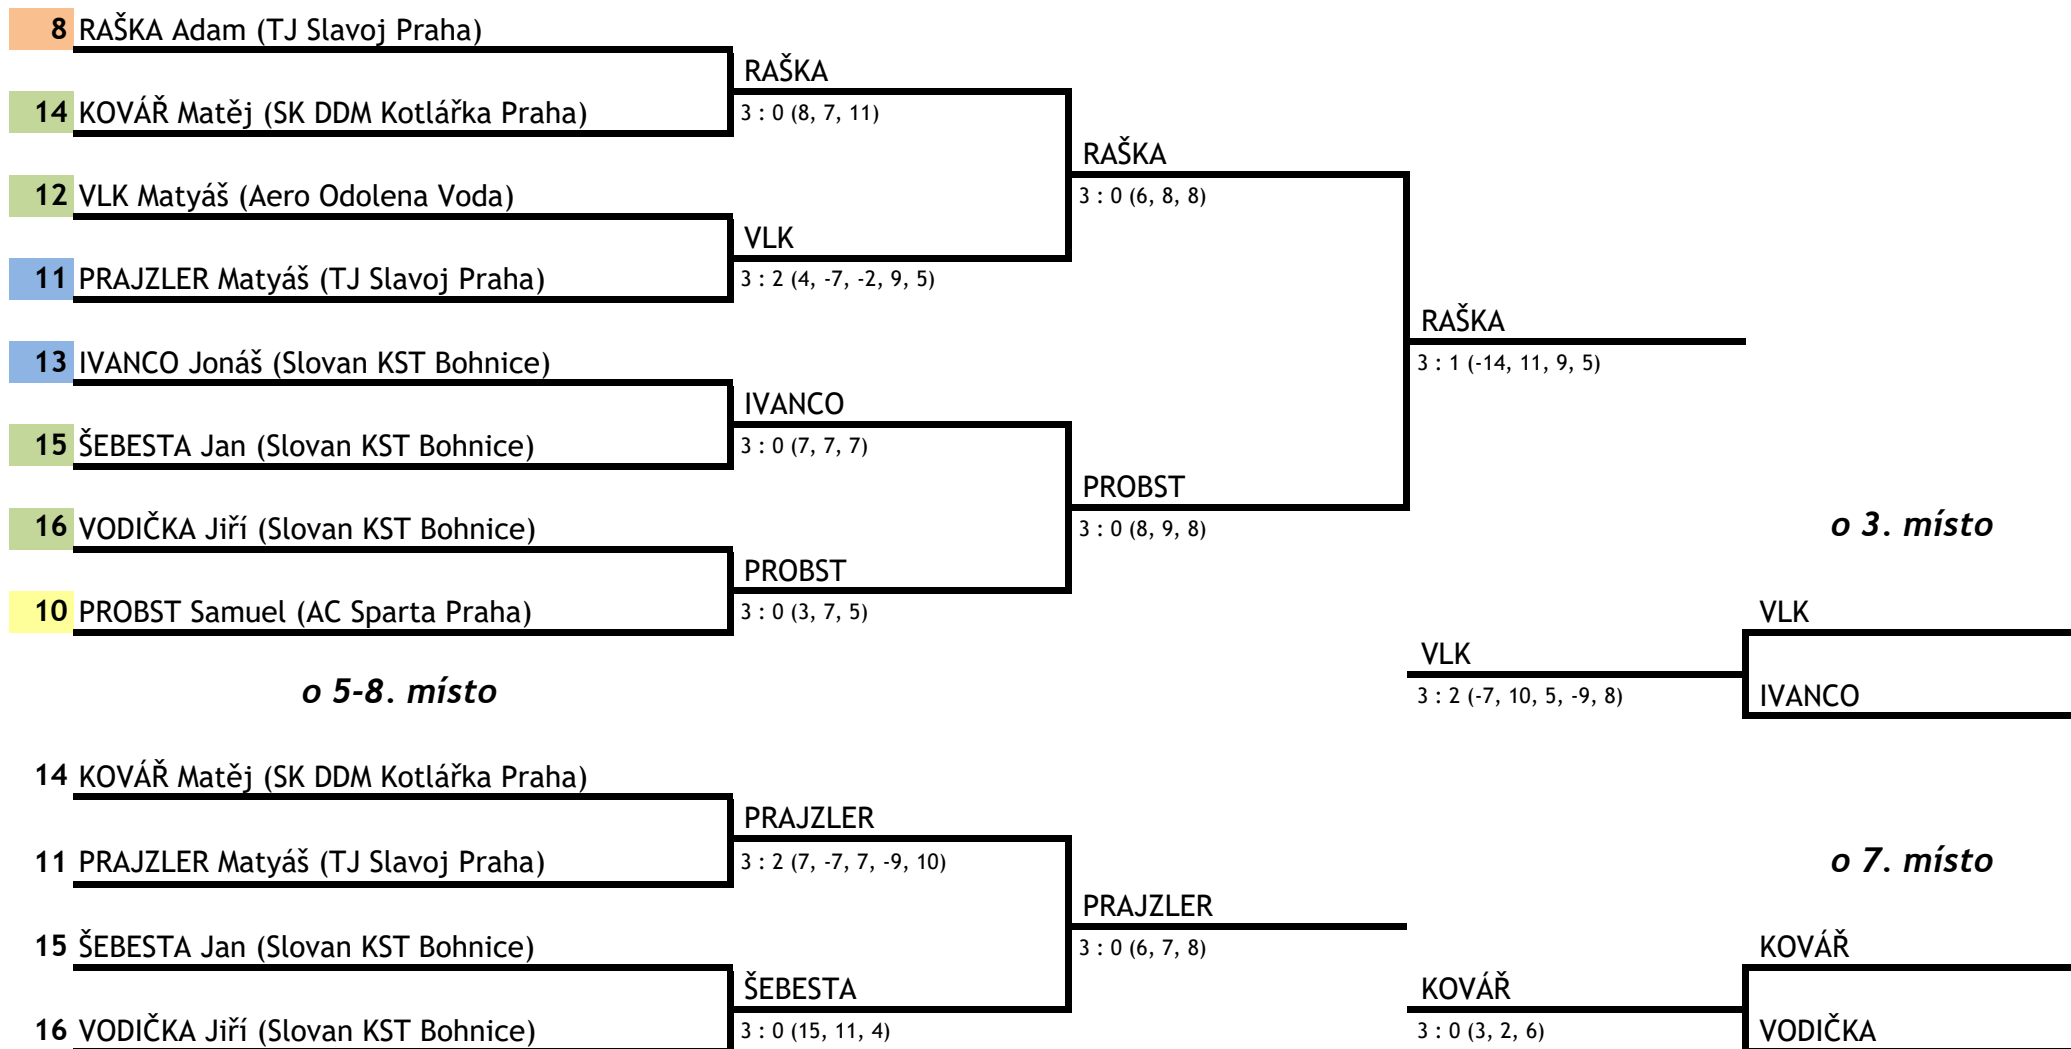 8 RAŠKA Adam (TJ Slavoj Praha)
RAŠKA
14 KOVÁŘ Matěj (SK DDM Kotlářka Praha)
3 : 0 (8, 7, 11)
RAŠKA
12 VLK Matyáš (Aero Odolena Voda)
3 : 0 (6, 8, 8)
VLK
11 PRAJZLER Matyáš (TJ Slavoj Praha)
3 : 2 (4, -7, -2, 9, 5)
RAŠKA
13 IVANCO Jonáš (Slovan KST Bohnice)
3 : 1 (-14, 11, 9, 5)
IVANCO
15 ŠEBESTA Jan (Slovan KST Bohnice)
3 : 0 (7, 7, 7)
PROBST
16 VODIČKA Jiří (Slovan KST Bohnice)
3 : 0 (8, 9, 8)
o 3. místo
PROBST
10 PROBST Samuel (AC Sparta Praha)
3 : 0 (3, 7, 5)
VLK
VLK
o 5-8. místo
3 : 2 (-7, 10, 5, -9, 8)
IVANCO
14 KOVÁŘ Matěj (SK DDM Kotlářka Praha)
PRAJZLER
11 PRAJZLER Matyáš (TJ Slavoj Praha)
3 : 2 (7, -7, 7, -9, 10)
o 7. místo
PRAJZLER
15 ŠEBESTA Jan (Slovan KST Bohnice)
3 : 0 (6, 7, 8)
KOVÁŘ
ŠEBESTA
KOVÁŘ
16 VODIČKA Jiří (Slovan KST Bohnice)
3 : 0 (15, 11, 4)
3 : 0 (3, 2, 6)
VODIČKA